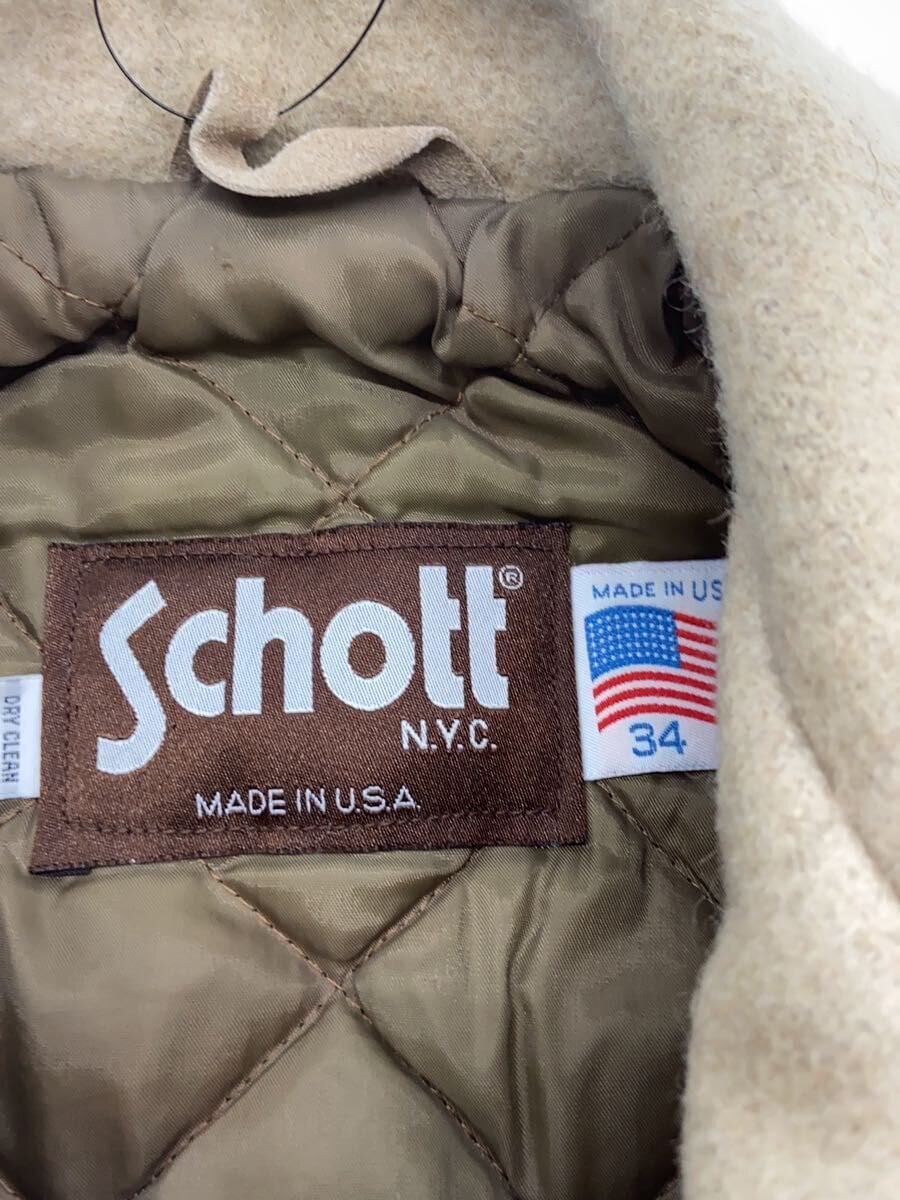 Schott®
N.Y.C.
MADE IN U.S.A
MADE IN US
34
DRY CLEAN